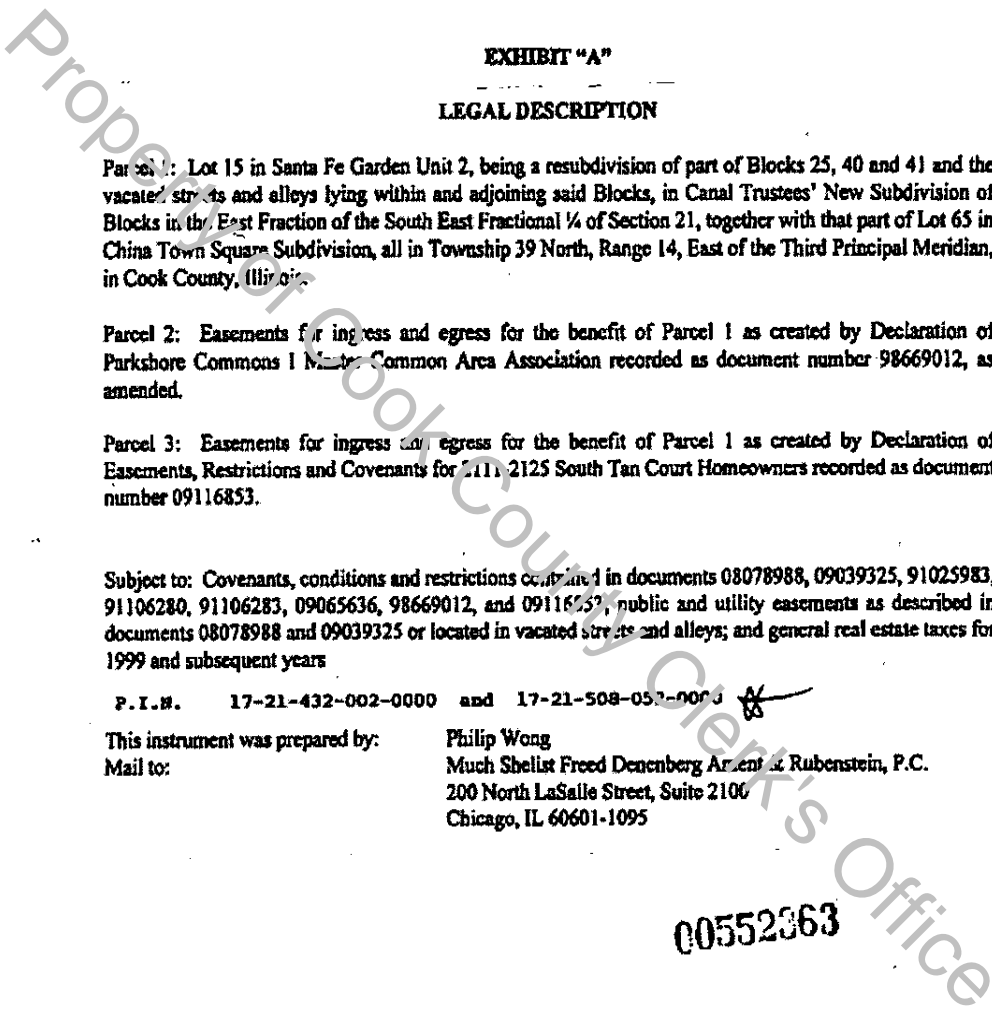 EXHIBIT “A”
LEGAL DESCRIPTION
Lot 15 in Santa Fe Garden Unit 2, being a resubdivision of part of Blocks 25, 40 and 41 and the
vacated streets and alleys lying within and adjoining said Blocks, in Canal Trustees' New Subdivision of
Blocks in the East Fraction of the South East Fractional ¼ of Section 21, together with that part of Lot 65 in
China Town Square Subdivision, all in Township 39 North, Range 14, East of the Third Principal Meridian,
in Cook County, Illinois.
Parcel 2: Easements for ingress and egress for the benefit of Parcel 1 as created by Declaration of
Parkshore Commons I Master Common Area Association recorded as document number 98669012, as
amended.
Parcel 3: Easements for ingress and egress for the benefit of Parcel 1 as created by Declaration of
Easements, Restrictions and Covenants for 2125 South Tan Court Homeowners recorded as document
number 09116853.
Subject to: Covenants, conditions and restrictions contained in documents 08078988, 09039325, 91025983,
91106280, 91106283, 09065636, 98669012, and public and utility easements as described in
documents 08078988 and 09039325 or located in vacated streets and alleys; and general real estate taxes for
1999 and subsequent years
P.I.N. 17-21-432-002-0000 and
This instrument was prepared by: Philip Wong
Mail to: Much Shelist Freed Denenberg Ament & Rubenstein, P.C.
200 North LaSalle Street, Suite 2100
Chicago, IL 60601-1095
00552363
Property of Cook County Clerk's Office